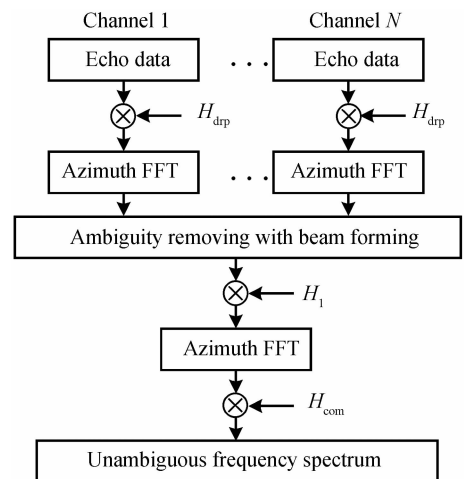 Channel 1 Channel N
Echo data . . . Echo data
H_drp H_drp
Azimuth FFT . . . Azimuth FFT
Ambiguity removing with beam forming
H_1
Azimuth FFT
H_com
Unambiguous frequency spectrum